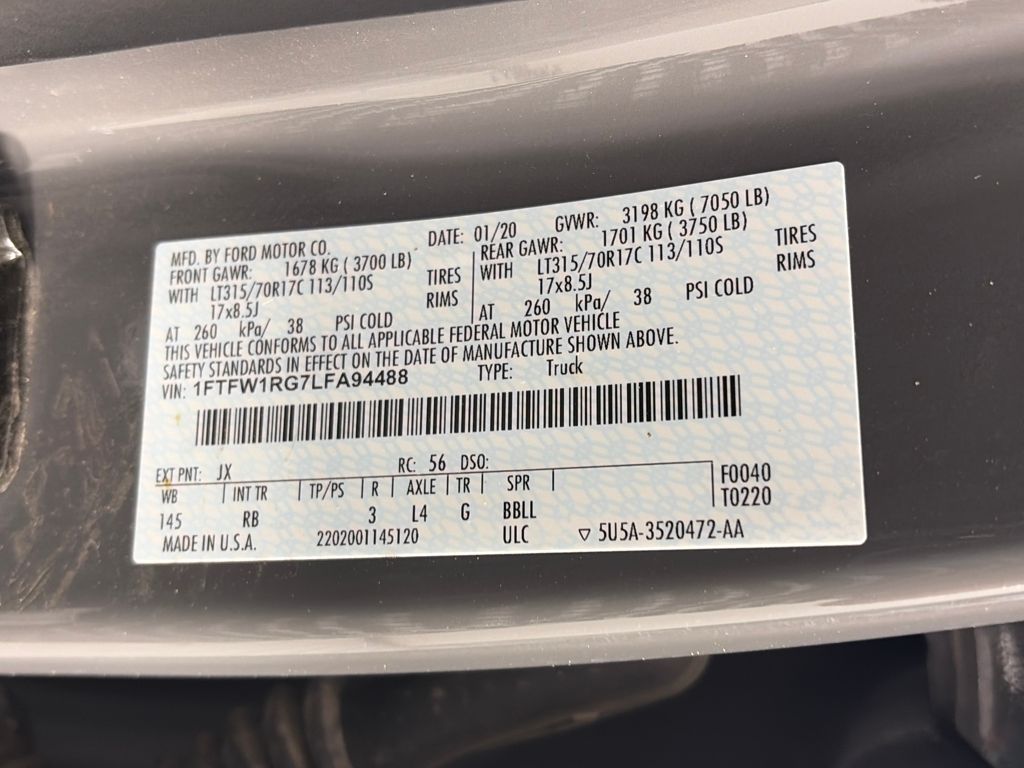 MFD. BY FORD MOTOR CO.
DATE: 01/20 GVWR: 3198 KG ( 7050 LB)
FRONT GAWR: 1678 KG ( 3700 LB)
WITH LT315/70R17C 113/110S TIRES
17x8.5J RIMS
AT 260 kPa/ 38 PSI COLD
REAR GAWR: 1701 KG ( 3750 LB)
WITH LT315/70R17C 113/110S TIRES
17x8.5J RIMS
AT 260 kPa/ 38 PSI COLD
THIS VEHICLE CONFORMS TO ALL APPLICABLE FEDERAL MOTOR VEHICLE
SAFETY STANDARDS IN EFFECT ON THE DATE OF MANUFACTURE SHOWN ABOVE.
VIN: 1FTFW1RG7LFA94488 TYPE: Truck
EXT PNT: JX RC: 56 DSO:
WB INT TR TP/PS R AXLE TR SPR F0040
T0220
145 RB 3 L4 G BBLL
MADE IN U.S.A. 2202001145120 ULC ▽ 5U5A-3520472-AA